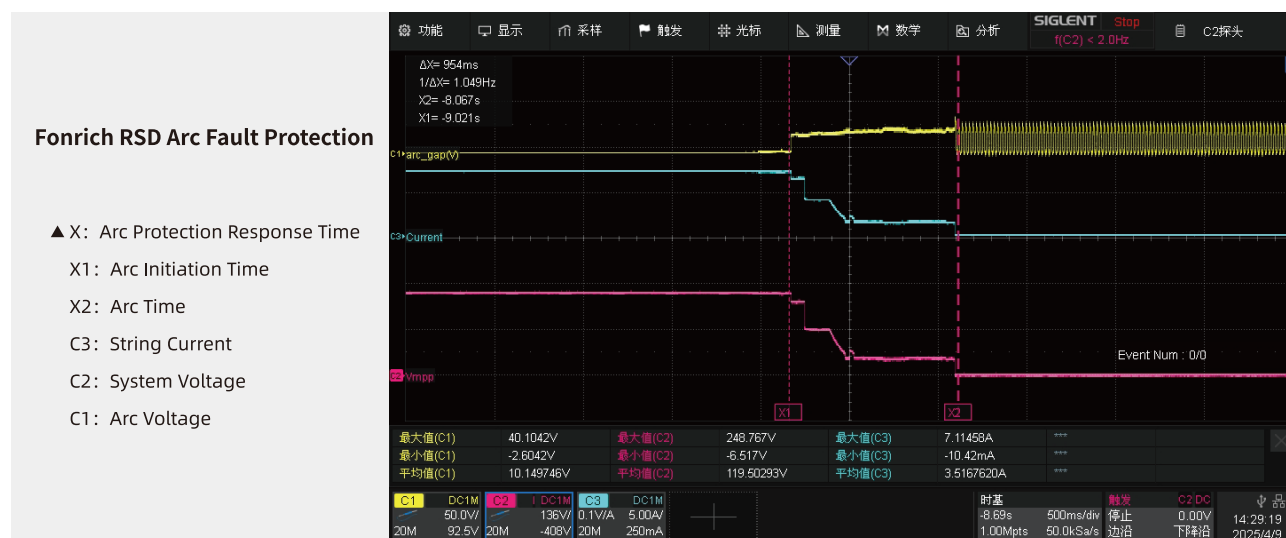 Fonrich RSD Arc Fault Protection
▲ X: Arc Protection Response Time
X1: Arc Initiation Time
X2: Arc Time
C3: String Current
C2: System Voltage
C1: Arc Voltage
功能 显示 采样 触发 光标 测量 数学 分析 SIGLENT Stop C2探头
f(C2) < 2.0Hz
ΔX= 954ms
1/ΔX= 1.049Hz
X2= -8.067s
X1= -9.021s
C1 arc_gap(V)
C3 Current
Event Num : 0/0
C2 Vmpp
X1 X2
最大值(C1) 40.1042V 最大值(C2) 248.767V 最大值(C3) 7.11458A ***
最小值(C1) -2.6042V 最小值(C2) -6.517V 最小值(C3) -10.42mA ***
平均值(C1) 10.149746V 平均值(C2) 119.50293V 平均值(C3) 3.5167620A ***
C1 DC1M C2 DC1M C3 DC1M 时基 触发 C2 DC
50.0V/ 136V/ 0.1V/A 5.00A/ -8.69s 500ms/div 停止 0.00V 14:29:19
20M 92.5V 20M -408V 20M 250mA 1.00Mpts 50.0kSa/s 边沿 下降沿 2025/4/9